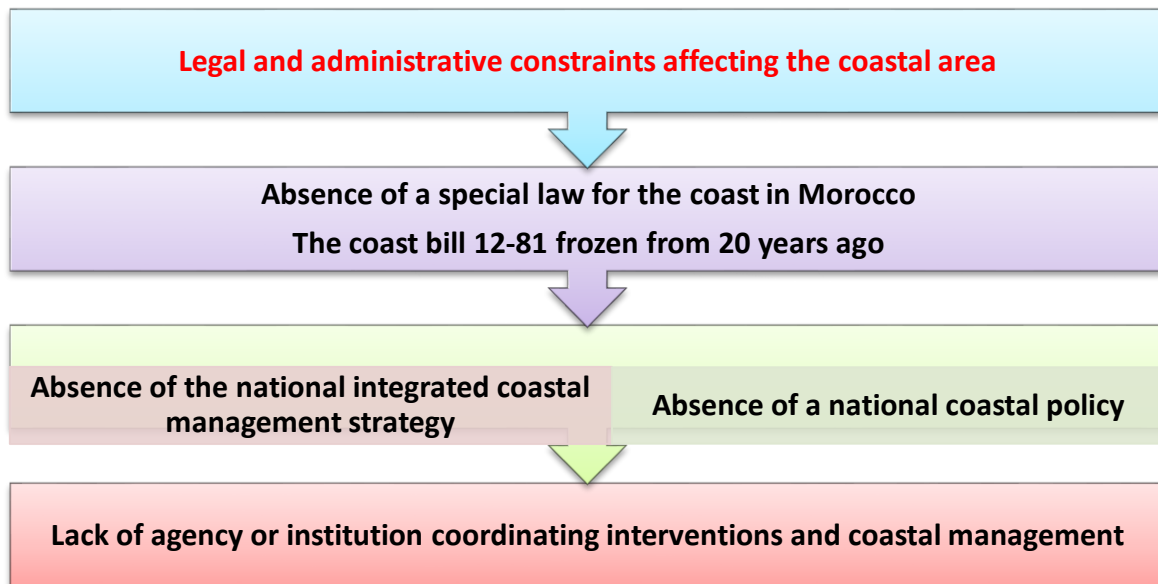 Legal and administrative constraints affecting the coastal area
Absence of a special law for the coast in Morocco
The coast bill 12-81 frozen from 20 years ago
Absence of the national integrated coastal
management strategy
Absence of a national coastal policy
Lack of agency or institution coordinating interventions and coastal management